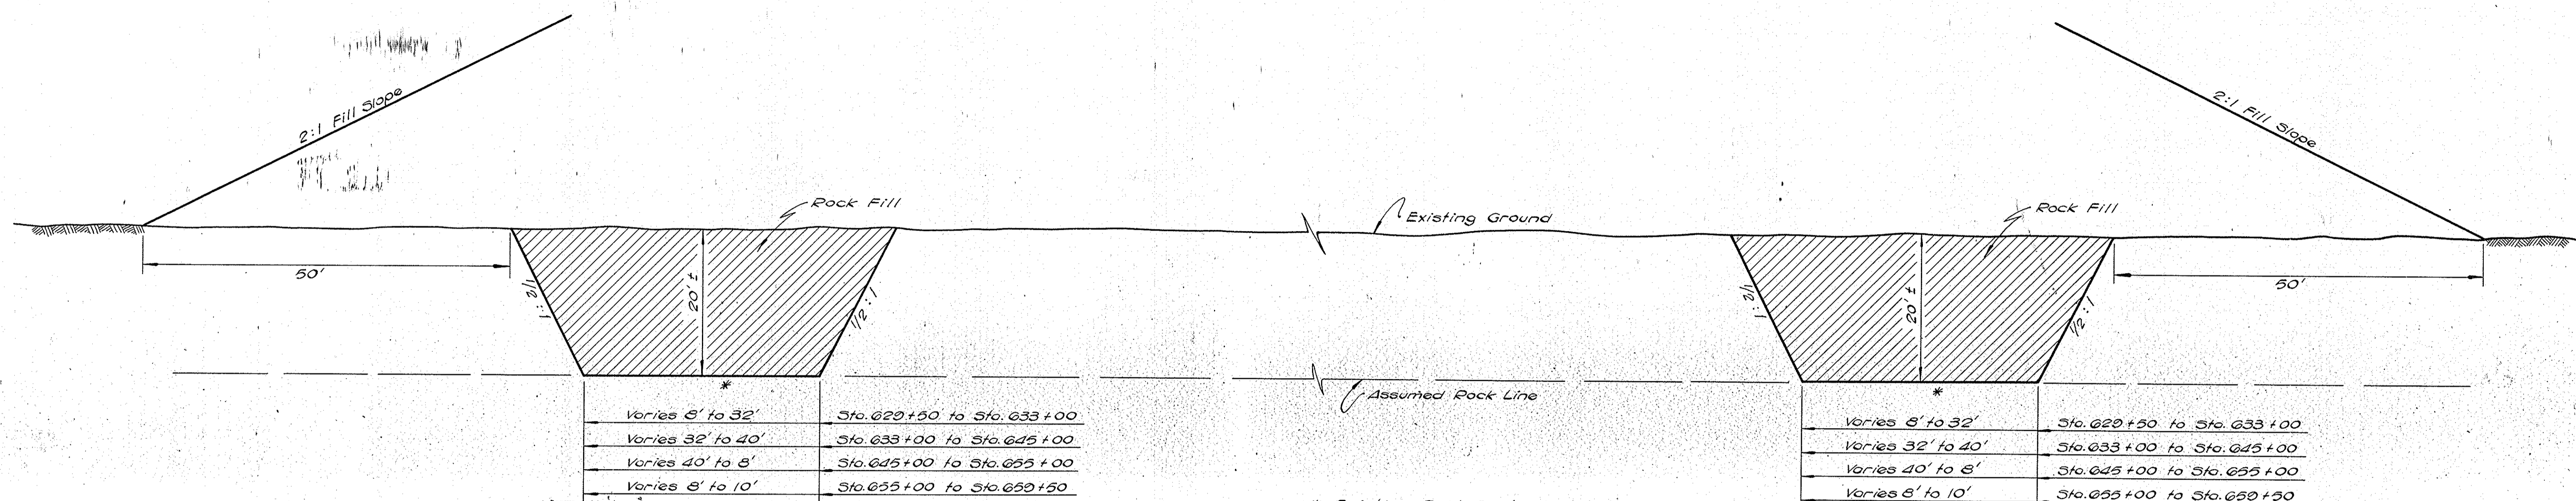 2:1 Fill Slope
2:1 Fill Slope
Rock Fill
Existing Ground
Rock Fill
50'
20' ±
1/2:1
1/2:1
1/2:1
20' ±
1/2:1
50'
*
Assumed Rock Line
*
Varies 8' to 32' Sta. 629+50 to Sta. 633+00
Varies 32' to 40' Sta. 633+00 to Sta. 645+00
Varies 40' to 8' Sta. 645+00 to Sta. 655+00
Varies 8' to 10' Sta. 655+00 to Sta. 659+50
Varies 8' to 32' Sta. 629+50 to Sta. 633+00
Varies 32' to 40' Sta. 633+00 to Sta. 645+00
Varies 40' to 8' Sta. 645+00 to Sta. 655+00
Varies 8' to 10' Sta. 655+00 to Sta. 659+50